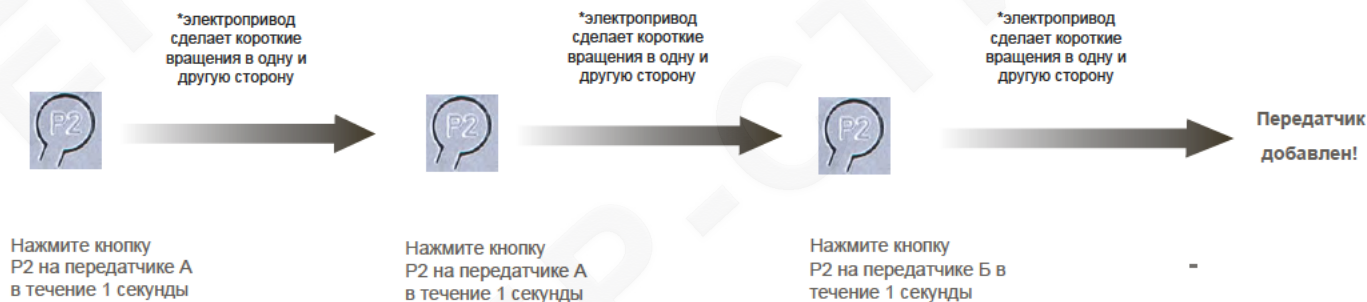 *электропривод
сделает короткие
вращения в одну и
другую сторону
*электропривод
сделает короткие
вращения в одну и
другую сторону
*электропривод
сделает короткие
вращения в одну и
другую сторону
P2
P2
P2
Передатчик
добавлен!
Нажмите кнопку
P2 на передатчике А
в течение 1 секунды
Нажмите кнопку
P2 на передатчике А
в течение 1 секунды
Нажмите кнопку
P2 на передатчике Б в
течение 1 секунды
-